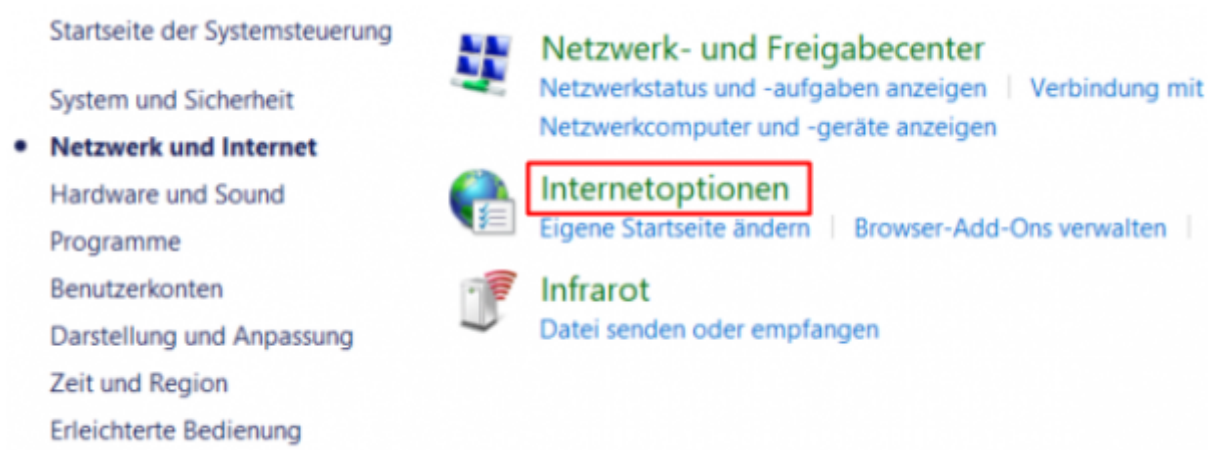 Startseite der Systemsteuerung
System und Sicherheit
Netzwerk und Internet
Hardware und Sound
Programme
Benutzerkonten
Darstellung und Anpassung
Zeit und Region
Erleichterte Bedienung
Netzwerk- und Freigabecenter
Netzwerkstatus und -aufgaben anzeigen | Verbindung mit
Netzwerkcomputer und -geräte anzeigen
Internetoptionen
Eigene Startseite ändern | Browser-Add-Ons verwalten |
Infrarot
Datei senden oder empfangen